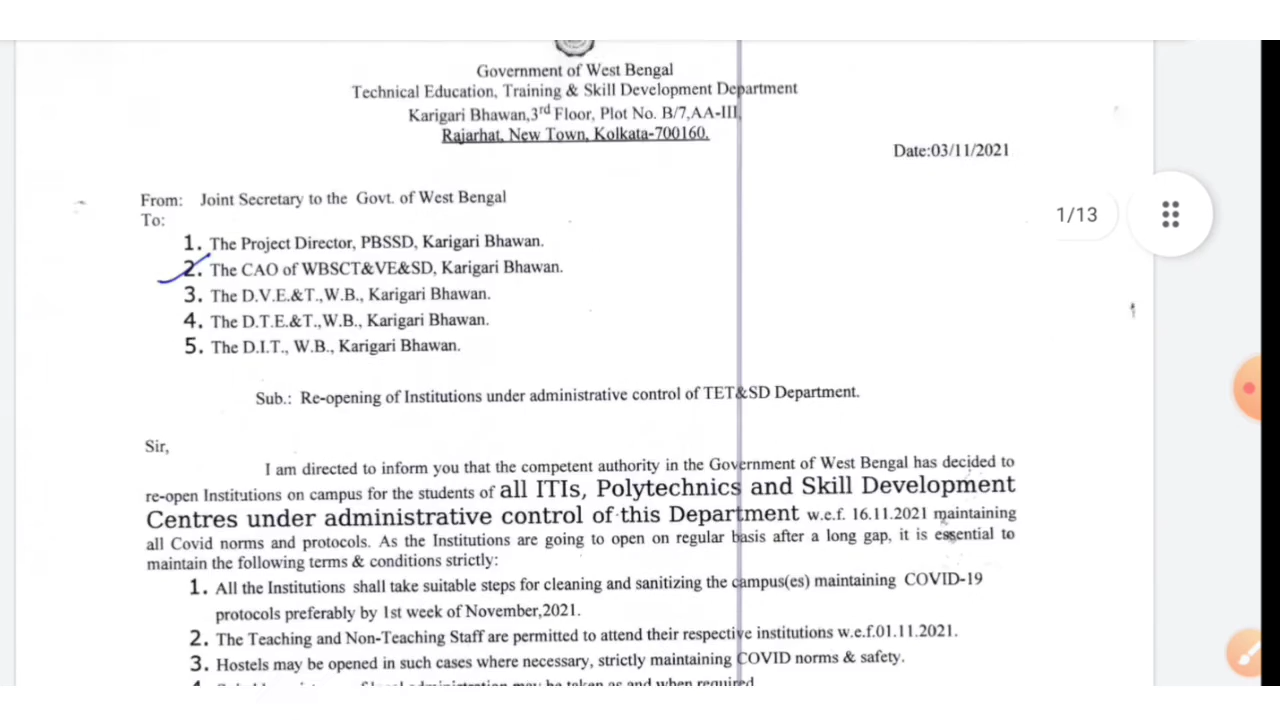 Government of West Bengal
Technical Education, Training & Skill Development Department
Karigari Bhawan,3rd Floor, Plot No. B/7,AA-III,
Rajarhat, New Town, Kolkata-700160.
Date:03/11/2021
From: Joint Secretary to the Govt. of West Bengal
To:
1/13
1. The Project Director, PBSSD, Karigari Bhawan.
2. The CAO of WBSCT&VE&SD, Karigari Bhawan.
3. The D.V.E.&T.,W.B., Karigari Bhawan.
4. The D.T.E.&T.,W.B., Karigari Bhawan.
5. The D.I.T., W.B., Karigari Bhawan.
Sub.: Re-opening of Institutions under administrative control of TET&SD Department.
Sir,
I am directed to inform you that the competent authority in the Government of West Bengal has decided to
re-open Institutions on campus for the students of all ITIs, Polytechnics and Skill Development
Centres under administrative control of this Department w.e.f. 16.11.2021 maintaining
all Covid norms and protocols. As the Institutions are going to open on regular basis after a long gap, it is essential to
maintain the following terms & conditions strictly:
1. All the Institutions shall take suitable steps for cleaning and sanitizing the campus(es) maintaining COVID-19
protocols preferably by 1st week of November,2021.
2. The Teaching and Non-Teaching Staff are permitted to attend their respective institutions w.e.f.01.11.2021.
3. Hostels may be opened in such cases where necessary, strictly maintaining COVID norms & safety.
may be taken as and when required